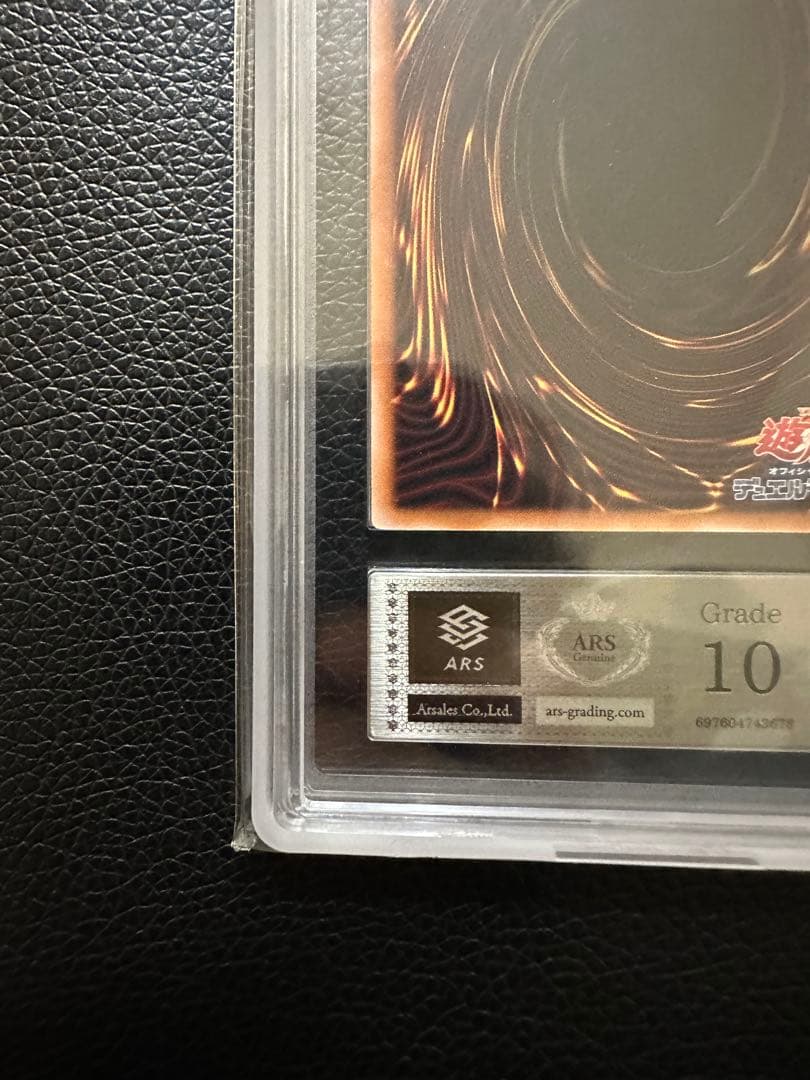 遊
オフィシ
デュエル
ARS
Arsales Co.,Ltd.
ARS
Genuine
ars-grading.com
Grade
10
697604743678